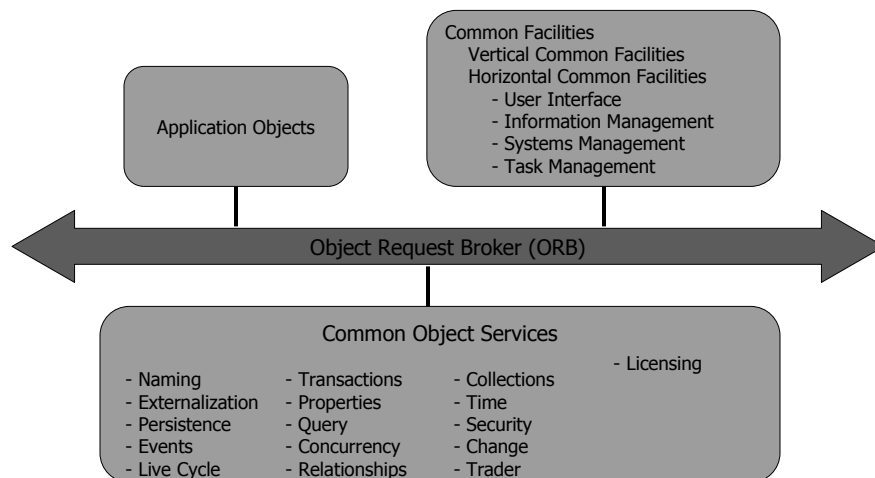 Common Facilities
Vertical Common Facilities
Horizontal Common Facilities
- User Interface
- Information Management
- Systems Management
- Task Management
Application Objects
Object Request Broker (ORB)
Common Object Services
- Naming
- Externalization
- Persistence
- Events
- Live Cycle
- Transactions
- Properties
- Query
- Concurrency
- Relationships
- Collections
- Time
- Security
- Change
- Trader
- Licensing